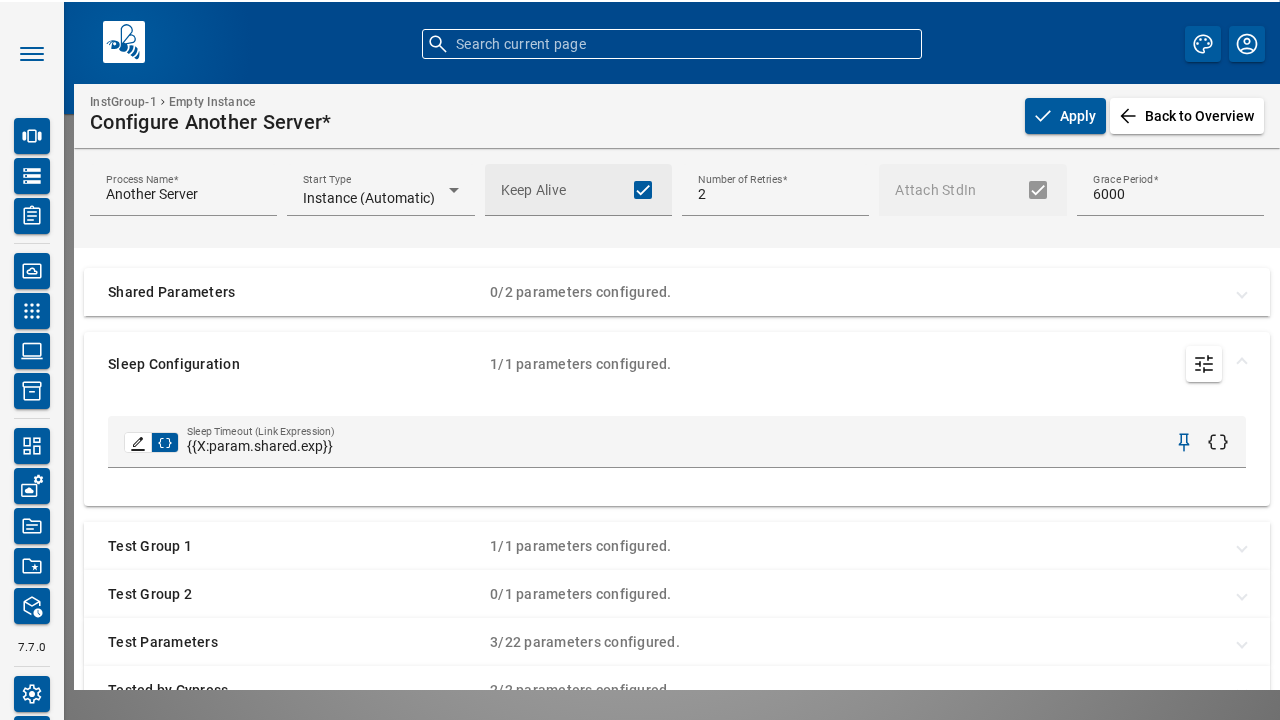 Search current page
InstGroup-1 › Empty Instance
Configure Another Server*
Apply
Back to Overview
Process Name*
Another Server
Start Type
Instance (Automatic)
Keep Alive
Number of Retries*
2
Attach StdIn
Grace Period*
6000
Shared Parameters
0/2 parameters configured.
Sleep Configuration
1/1 parameters configured.
Sleep Timeout (Link Expression)
{{X:param.shared.exp}}
Test Group 1
1/1 parameters configured.
Test Group 2
0/1 parameters configured.
Test Parameters
3/22 parameters configured.
Tested by Cypress
2/2 parameters configured.
7.7.0